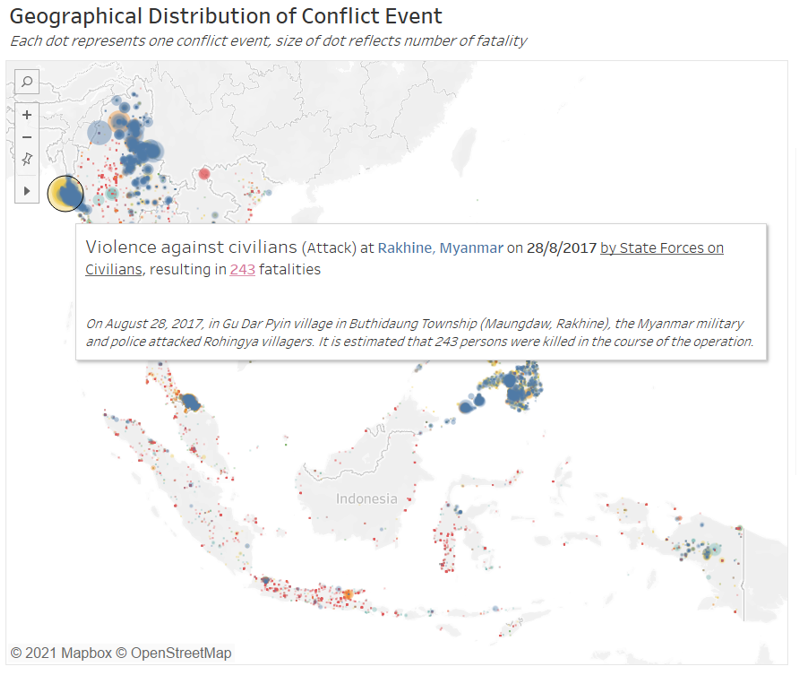 Geographical Distribution of Conflict Event
Each dot represents one conflict event, size of dot reflects number of fatality
Violence against civilians (Attack) at Rakhine, Myanmar on 28/8/2017 by State Forces on
Civilians, resulting in 243 fatalities
On August 28, 2017, in Gu Dar Pyin village in Buthidaung Township (Maungdaw, Rakhine), the Myanmar military
and police attacked Rohingya villagers. It is estimated that 243 persons were killed in the course of the operation.
Indonesia
© 2021 Mapbox © OpenStreetMap